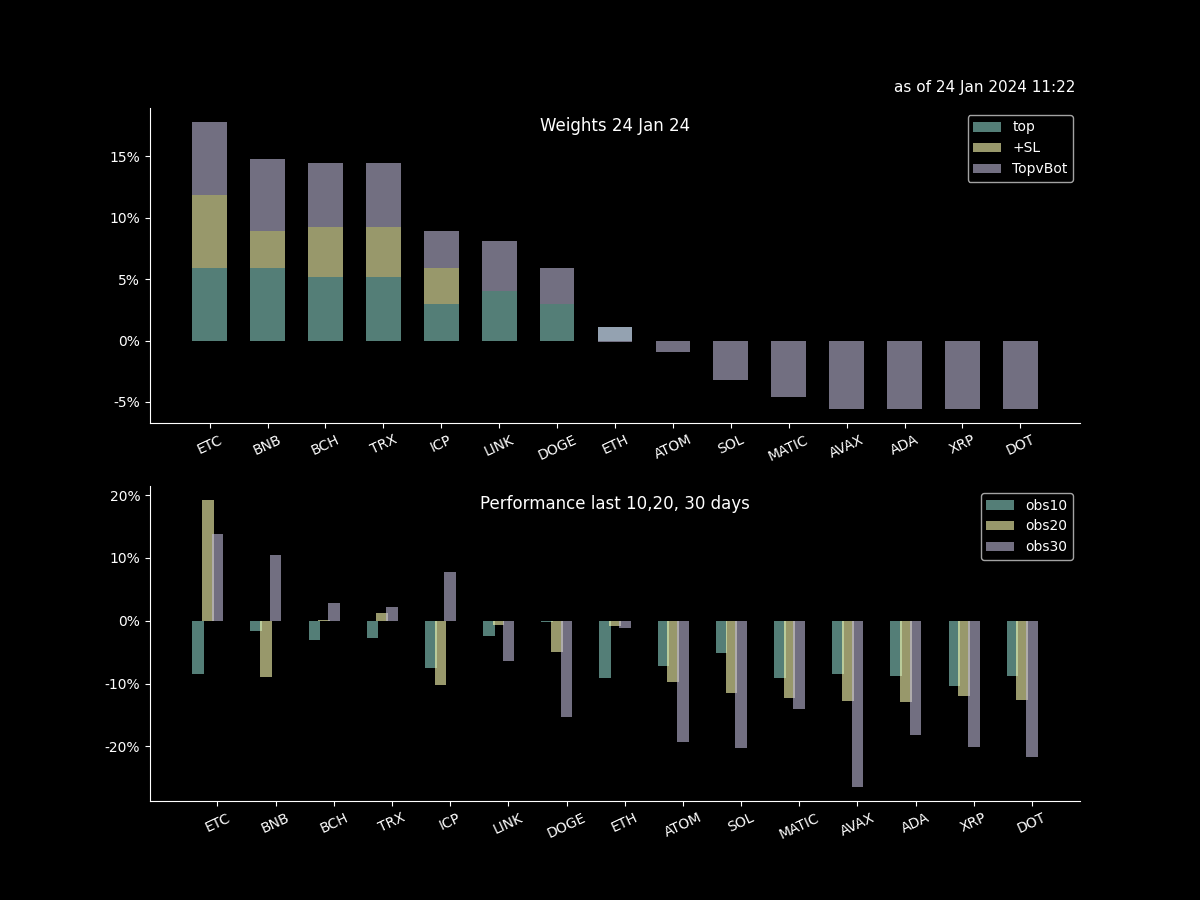 as of 24 Jan 2024 11:22
Weights 24 Jan 24
top
+SL
TopvBot
15%
10%
5%
0%
-5%
ETC BNB BCH TRX ICP LINK DOGE ETH ATOM SOL MATIC AVAX ADA XRP DOT
Performance last 10,20, 30 days
obs10
obs20
obs30
20%
10%
0%
-10%
-20%
ETC BNB BCH TRX ICP LINK DOGE ETH ATOM SOL MATIC AVAX ADA XRP DOT